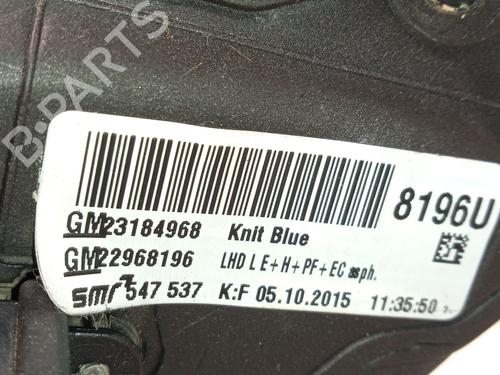 B-PARTS
8196U
GM23184968 Knit Blue
GM22968196 LHD L E+H+PF+EC asph.
smr 547 537 K:F 05.10.2015 11:35:50